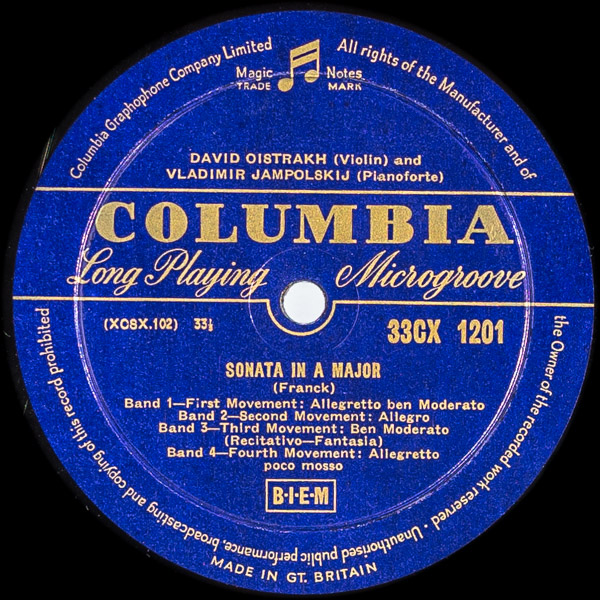 Columbia Graphophone Company Limited
All rights of the Manufacturer and of
the Owner of the recorded work reserved · Unauthorised public performance, broadcasting and copying of this record prohibited
Magic Notes
TRADE MARK
DAVID OISTRAKH (Violin) and
VLADIMIR JAMPOLSKIJ (Pianoforte)
COLUMBIA
Long Playing Microgroove
(XCSX.102) 33⅓
33CX 1201
SONATA IN A MAJOR
(Franck)
Band 1—First Movement: Allegretto ben Moderato
Band 2—Second Movement: Allegro
Band 3—Third Movement: Ben Moderato
(Recitativo—Fantasia)
Band 4—Fourth Movement: Allegretto
poco mosso
B·I·E·M
MADE IN GT. BRITAIN